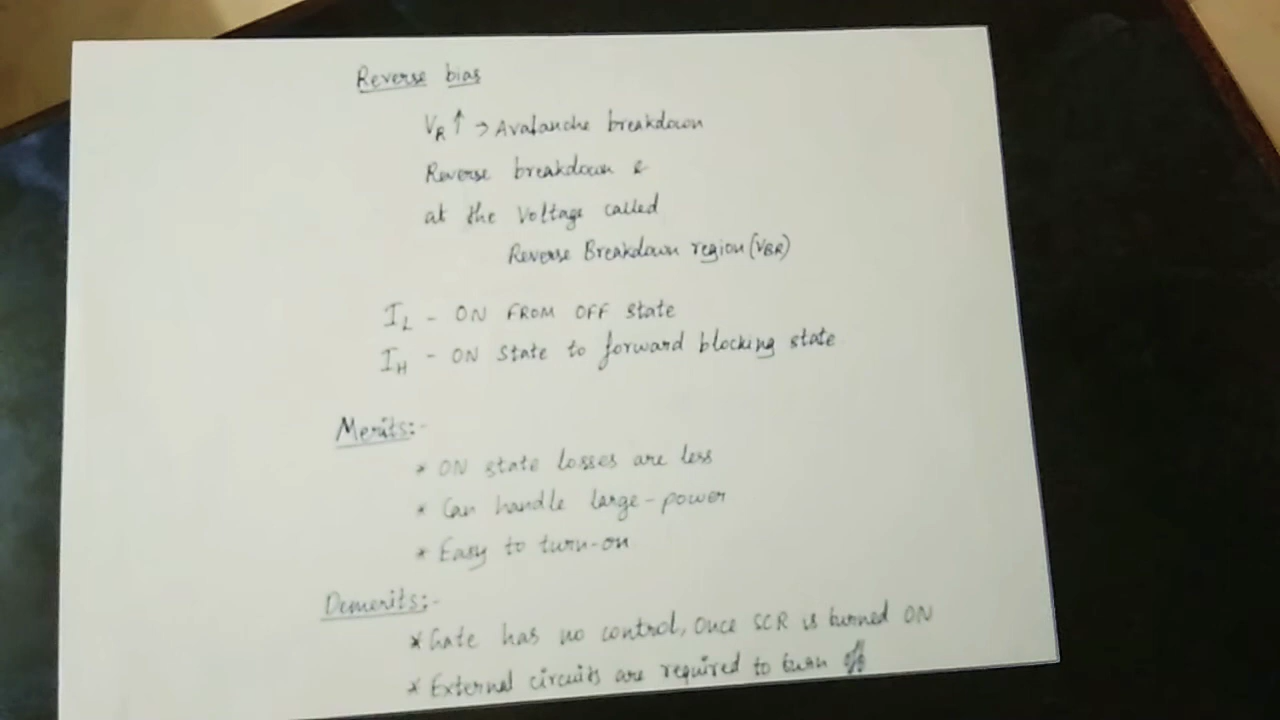 Reverse bias
VR↑ → Avalanche breakdown
Reverse breakdown &
at the Voltage called
Reverse Breakdown region (VBR)
IL - ON FROM OFF state
IH - ON state to forward blocking state
Merits:-
* ON state losses are less
* Can handle large-power
* Easy to turn-on
Demerits:-
* Gate has no control, Once SCR is turned ON
* External circuits are required to turn off